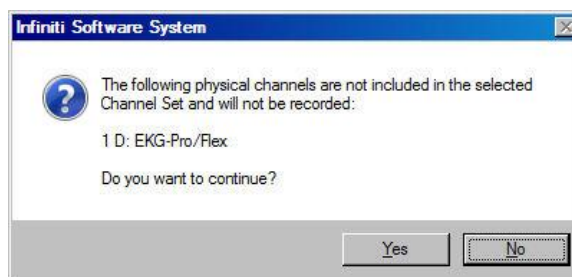 Infiniti Software System
The following physical channels are not included in the selected
Channel Set and will not be recorded:
1 D: EKG-Pro/Flex
Do you want to continue?
Yes
No